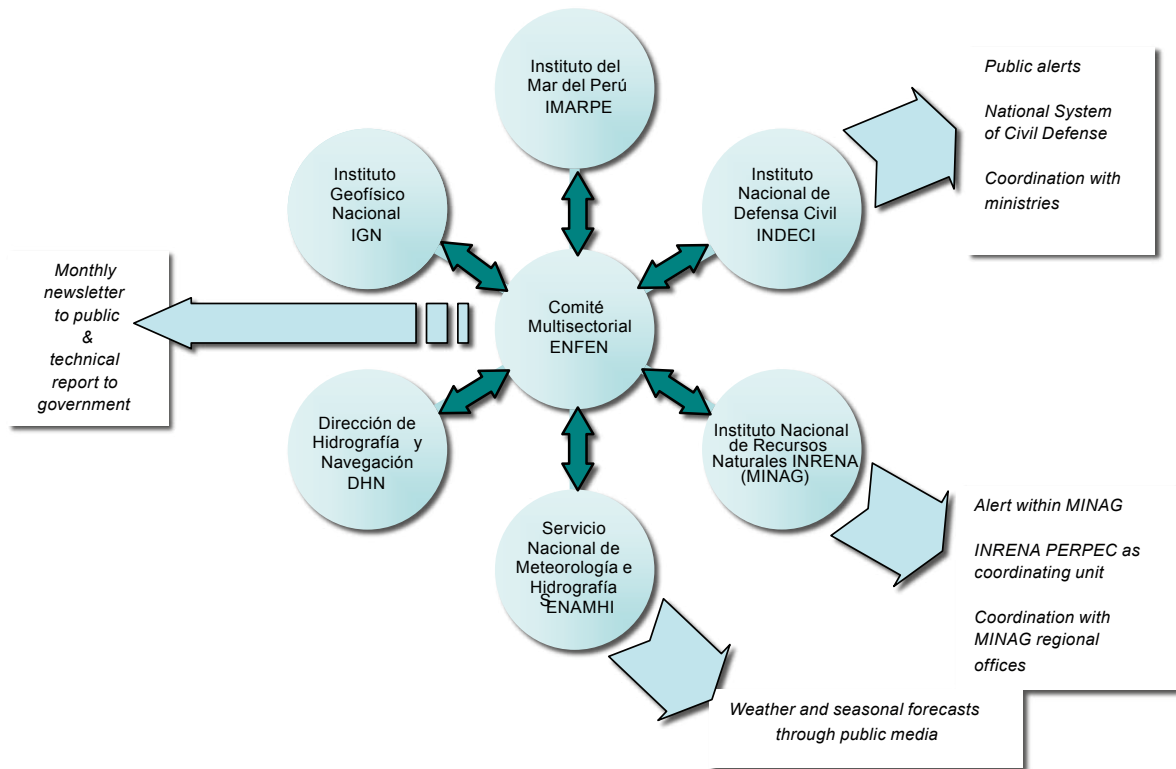 Instituto del
Mar del Perú
IMARPE
Public alerts
National System
of Civil Defense
Coordination with
ministries
Instituto
Geofísico
Nacional
IGN
Instituto
Nacional de
Defensa Civil
INDECI
Monthly
newsletter
to public
&
technical
report to
government
Comité
Multisectorial
ENFEN
Dirección de
Hidrografía y
Navegación
DHN
Instituto Nacional
de Recursos
Naturales INRENA
(MINAG)
Servicio
Nacional de
Meteorología e
Hidrografía
SENAMHI
Alert within MINAG
INRENA PERPEC as
coordinating unit
Coordination with
MINAG regional
offices
Weather and seasonal forecasts
through public media